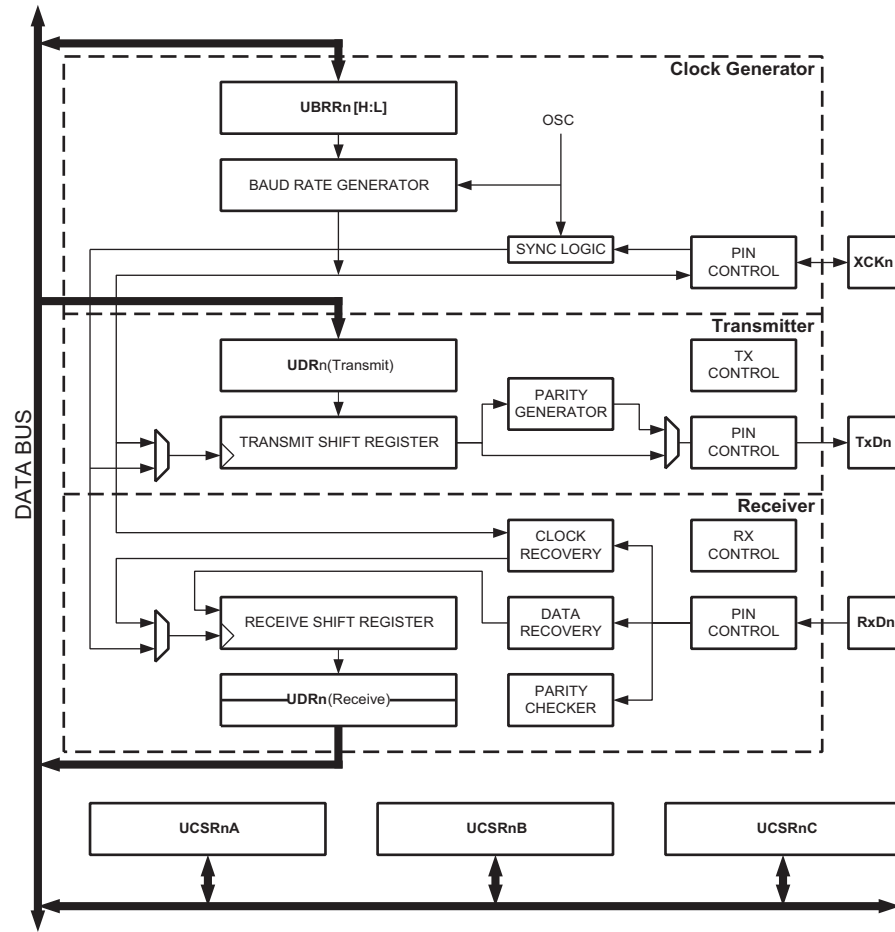 Clock Generator
UBRRn [H:L]
OSC
BAUD RATE GENERATOR
SYNC LOGIC
PIN
CONTROL
XCKn
Transmitter
UDRn(Transmit)
TX
CONTROL
PARITY
GENERATOR
TRANSMIT SHIFT REGISTER
PIN
CONTROL
TxDn
DATA BUS
Receiver
CLOCK
RECOVERY
RX
CONTROL
RECEIVE SHIFT REGISTER
DATA
RECOVERY
PIN
CONTROL
RxDn
UDRn(Receive)
PARITY
CHECKER
UCSRnA
UCSRnB
UCSRnC